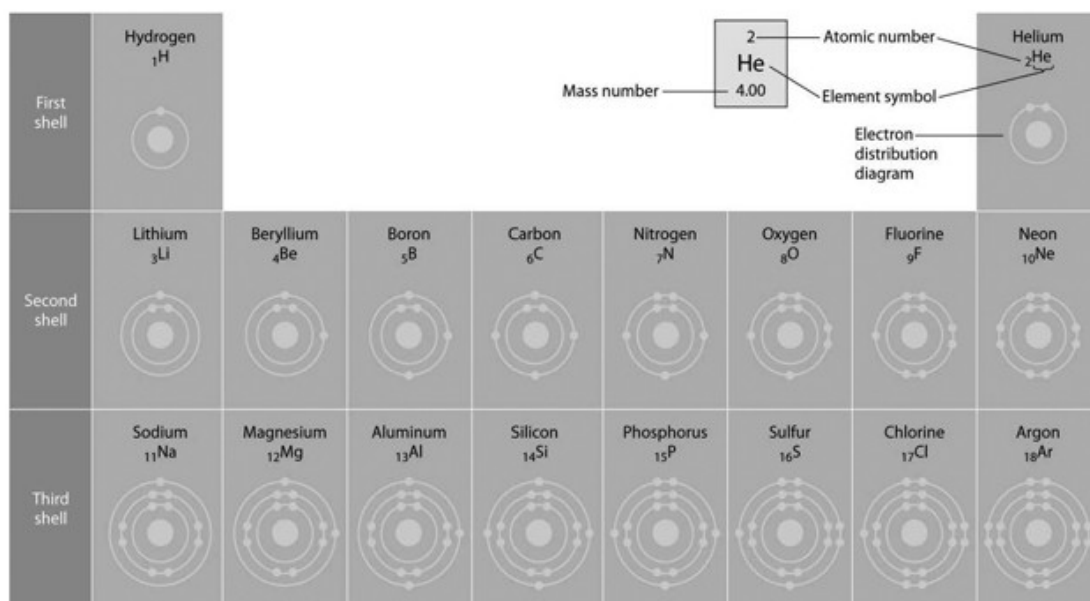 Hydrogen
₁H
2
He
4.00
Mass number
Atomic number
Element symbol
Helium
₂He
Electron
distribution
diagram
First
shell
Lithium
₃Li
Beryllium
₄Be
Boron
₅B
Carbon
₆C
Nitrogen
₇N
Oxygen
₈O
Fluorine
₉F
Neon
₁₀Ne
Second
shell
Sodium
₁₁Na
Magnesium
₁₂Mg
Aluminum
₁₃Al
Silicon
₁₄Si
Phosphorus
₁₅P
Sulfur
₁₆S
Chlorine
₁₇Cl
Argon
₁₈Ar
Third
shell